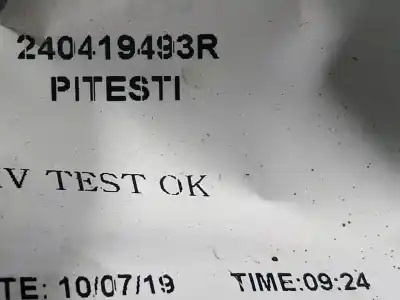 240419493R
PITESTI
V TEST OK
TE: 10/07/19 TIME:09:24